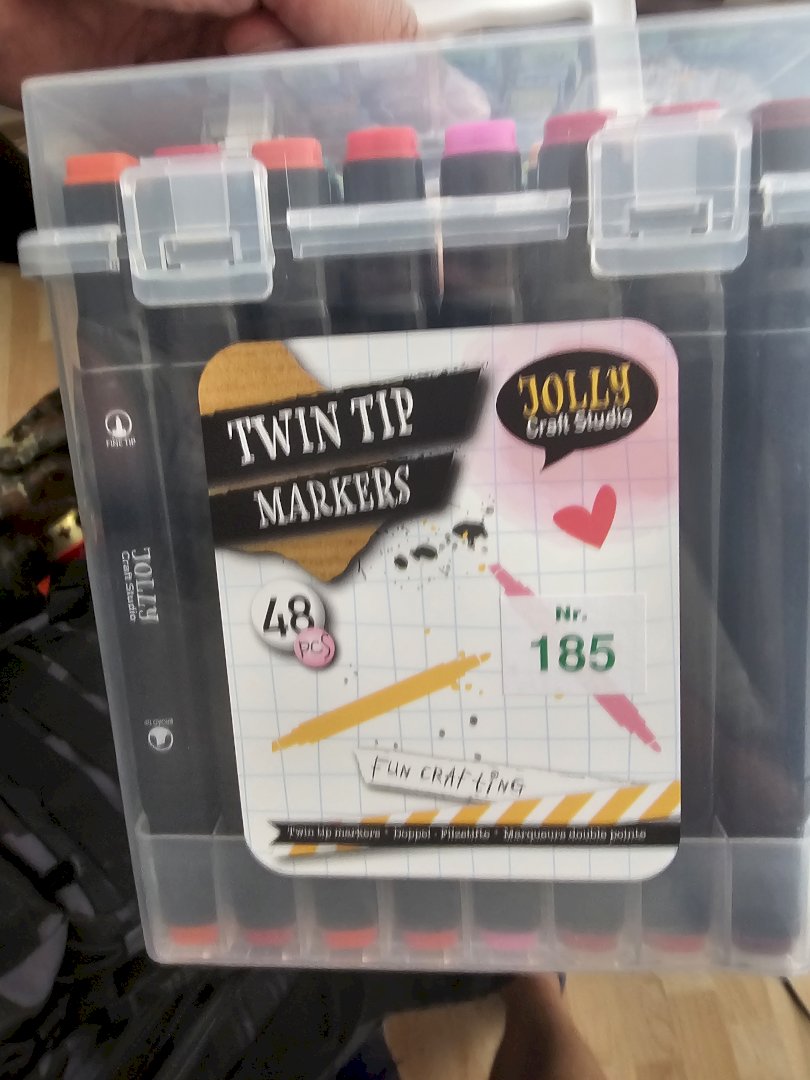 JOLLY
Craft Studio
TWIN TIP
MARKERS
48
PCS
Nr.
185
FUN CRAFTING
Twin tip markers * Doppel - Filzstifte * Marqueurs double pointe
FINE TIP
JOLLY
Craft Studio